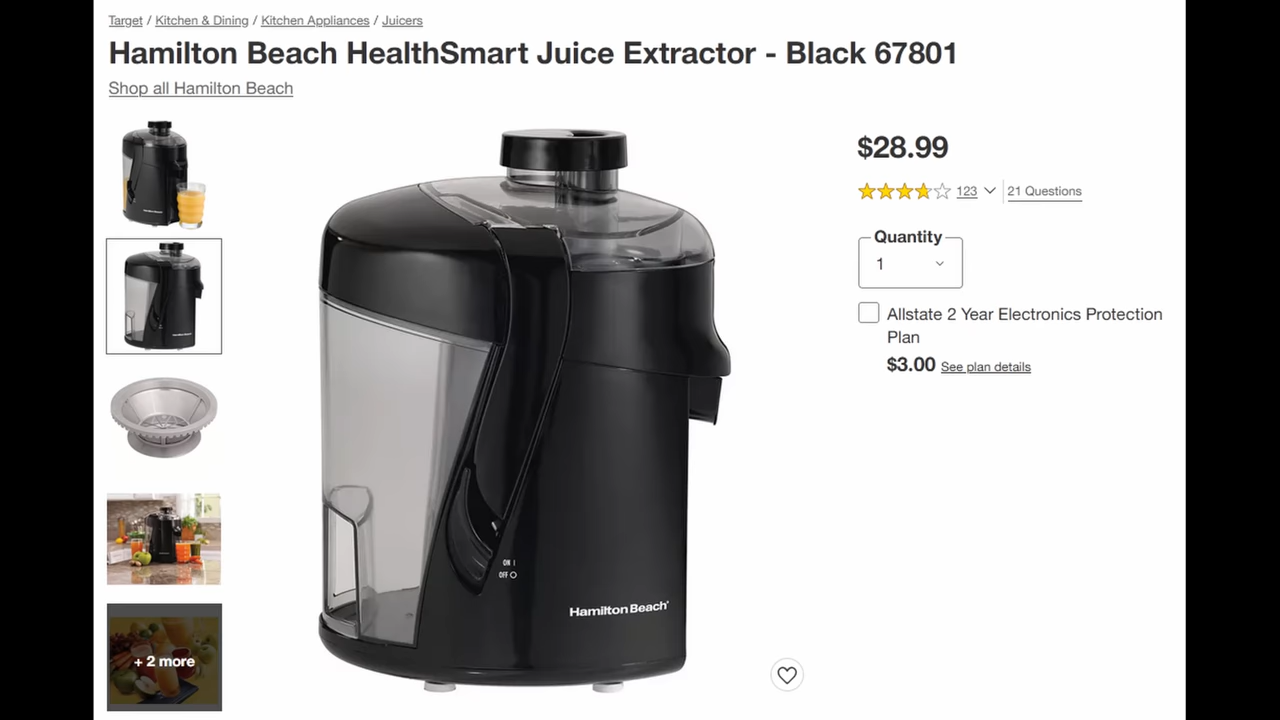 Target / Kitchen & Dining / Kitchen Appliances / Juicers
Hamilton Beach HealthSmart Juice Extractor - Black 67801
Shop all Hamilton Beach
$28.99
123
21 Questions
Quantity
1
Allstate 2 Year Electronics Protection
Plan
$3.00 See plan details
ON I
OFF O
Hamilton Beach
+ 2 more